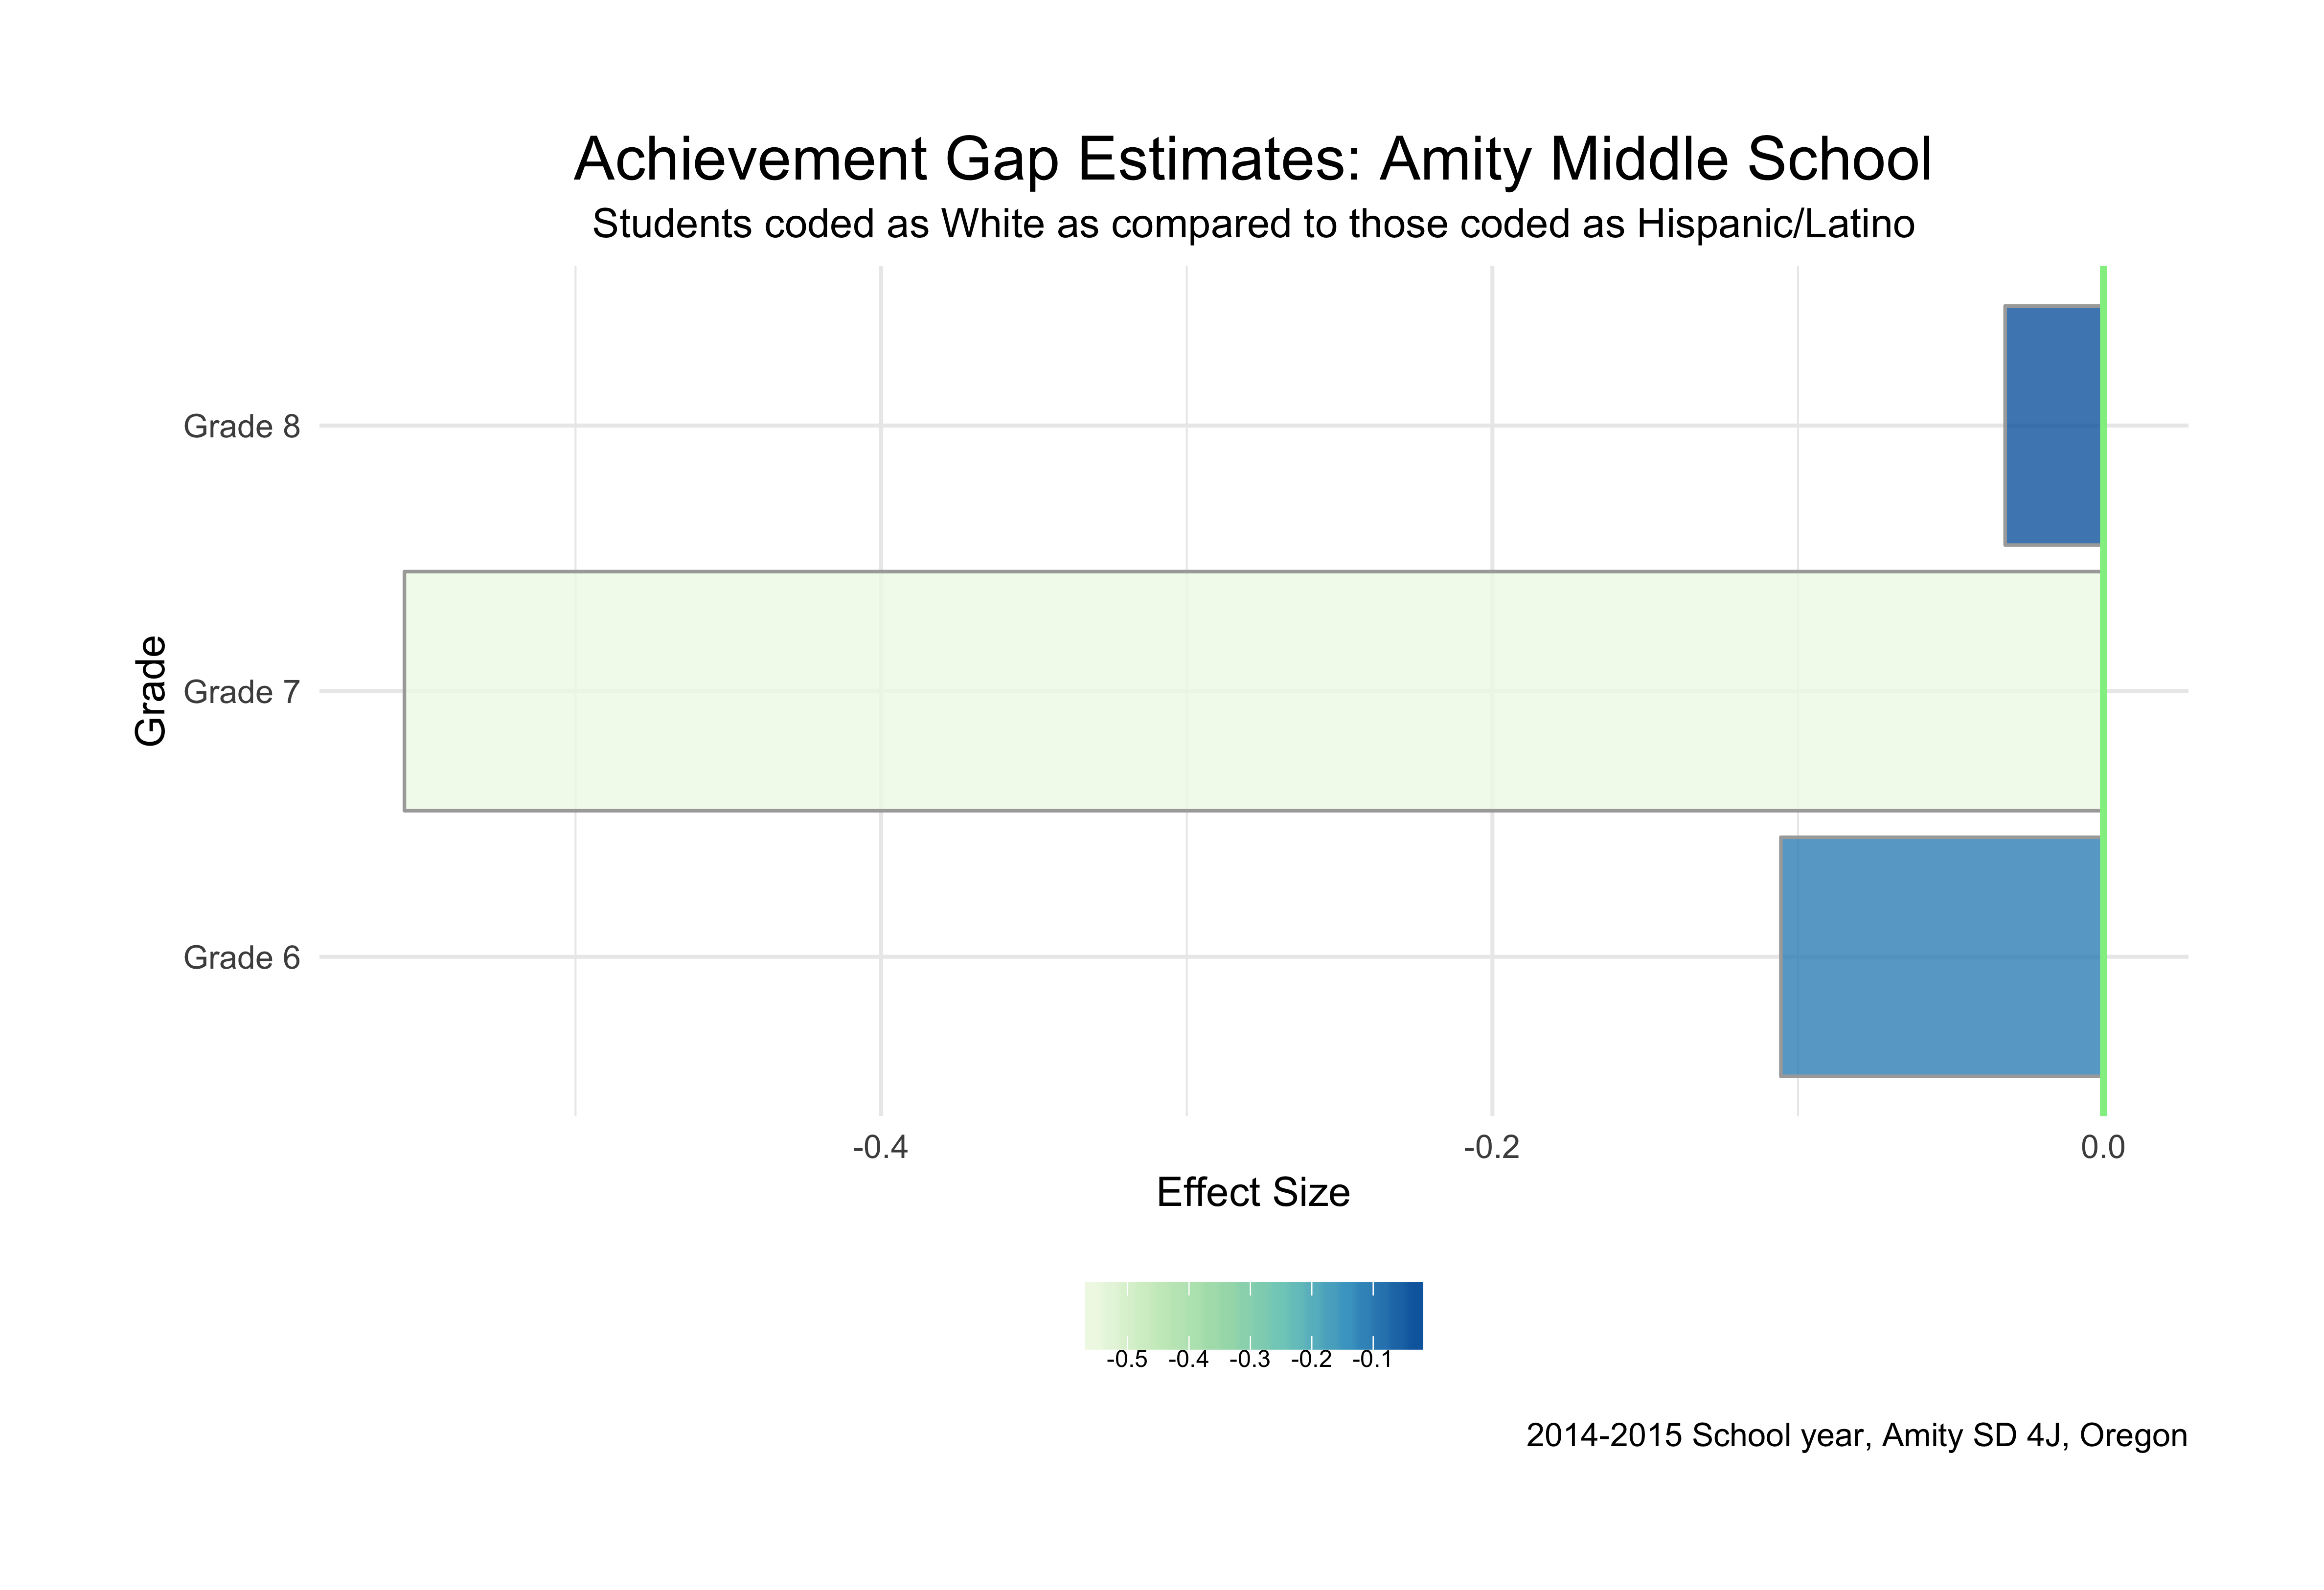 Achievement Gap Estimates: Amity Middle School
Students coded as White as compared to those coded as Hispanic/Latino
Grade
Grade 8
Grade 7
Grade 6
-0.4 -0.2 0.0
Effect Size
-0.5 -0.4 -0.3 -0.2 -0.1
2014-2015 School year, Amity SD 4J, Oregon